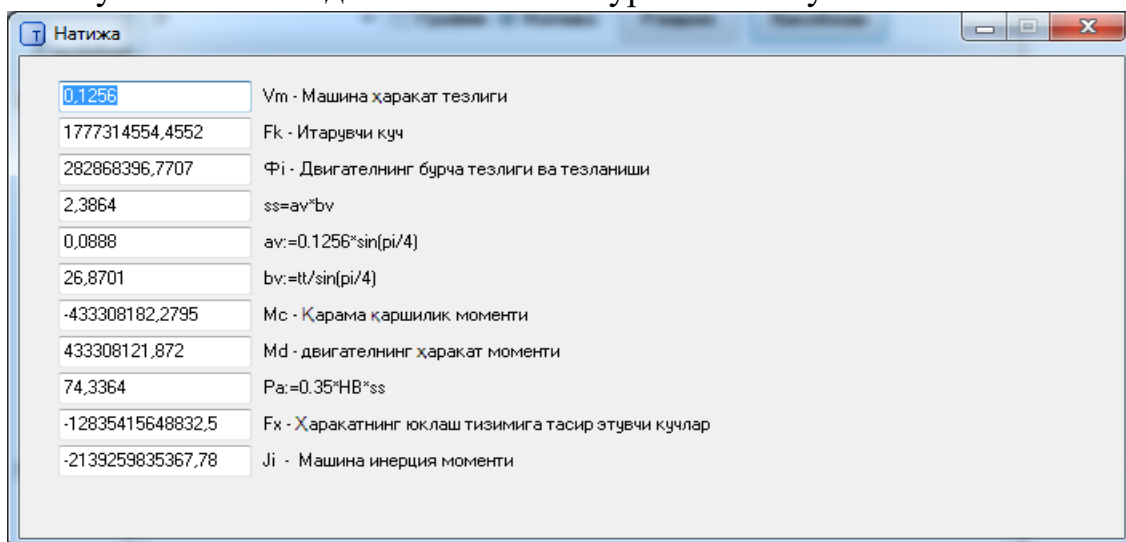 Натижа
0,1256 Vm - Машина ҳаракат тезлиги
1777314554,4552 Fk - Итарувчи куч
282868396,7707 Фi - Двигателнинг бурча тезлиги ва тезланиши
2,3864 ss=av*bv
0,0888 av:=0.1256*sin(pi/4)
26,8701 bv:=tt/sin(pi/4)
-433308182,2795 Mc - Қарама қаршилик моменти
433308121,872 Md - двигателнинг ҳаракат моменти
74,3364 Pa:=0.35*HB*ss
-12835415648832,5 Fx - Ҳаракатнинг юклаш тизимига тасир этувчи кучлар
-2139259835367,78 Ji - Машина инерция моменти